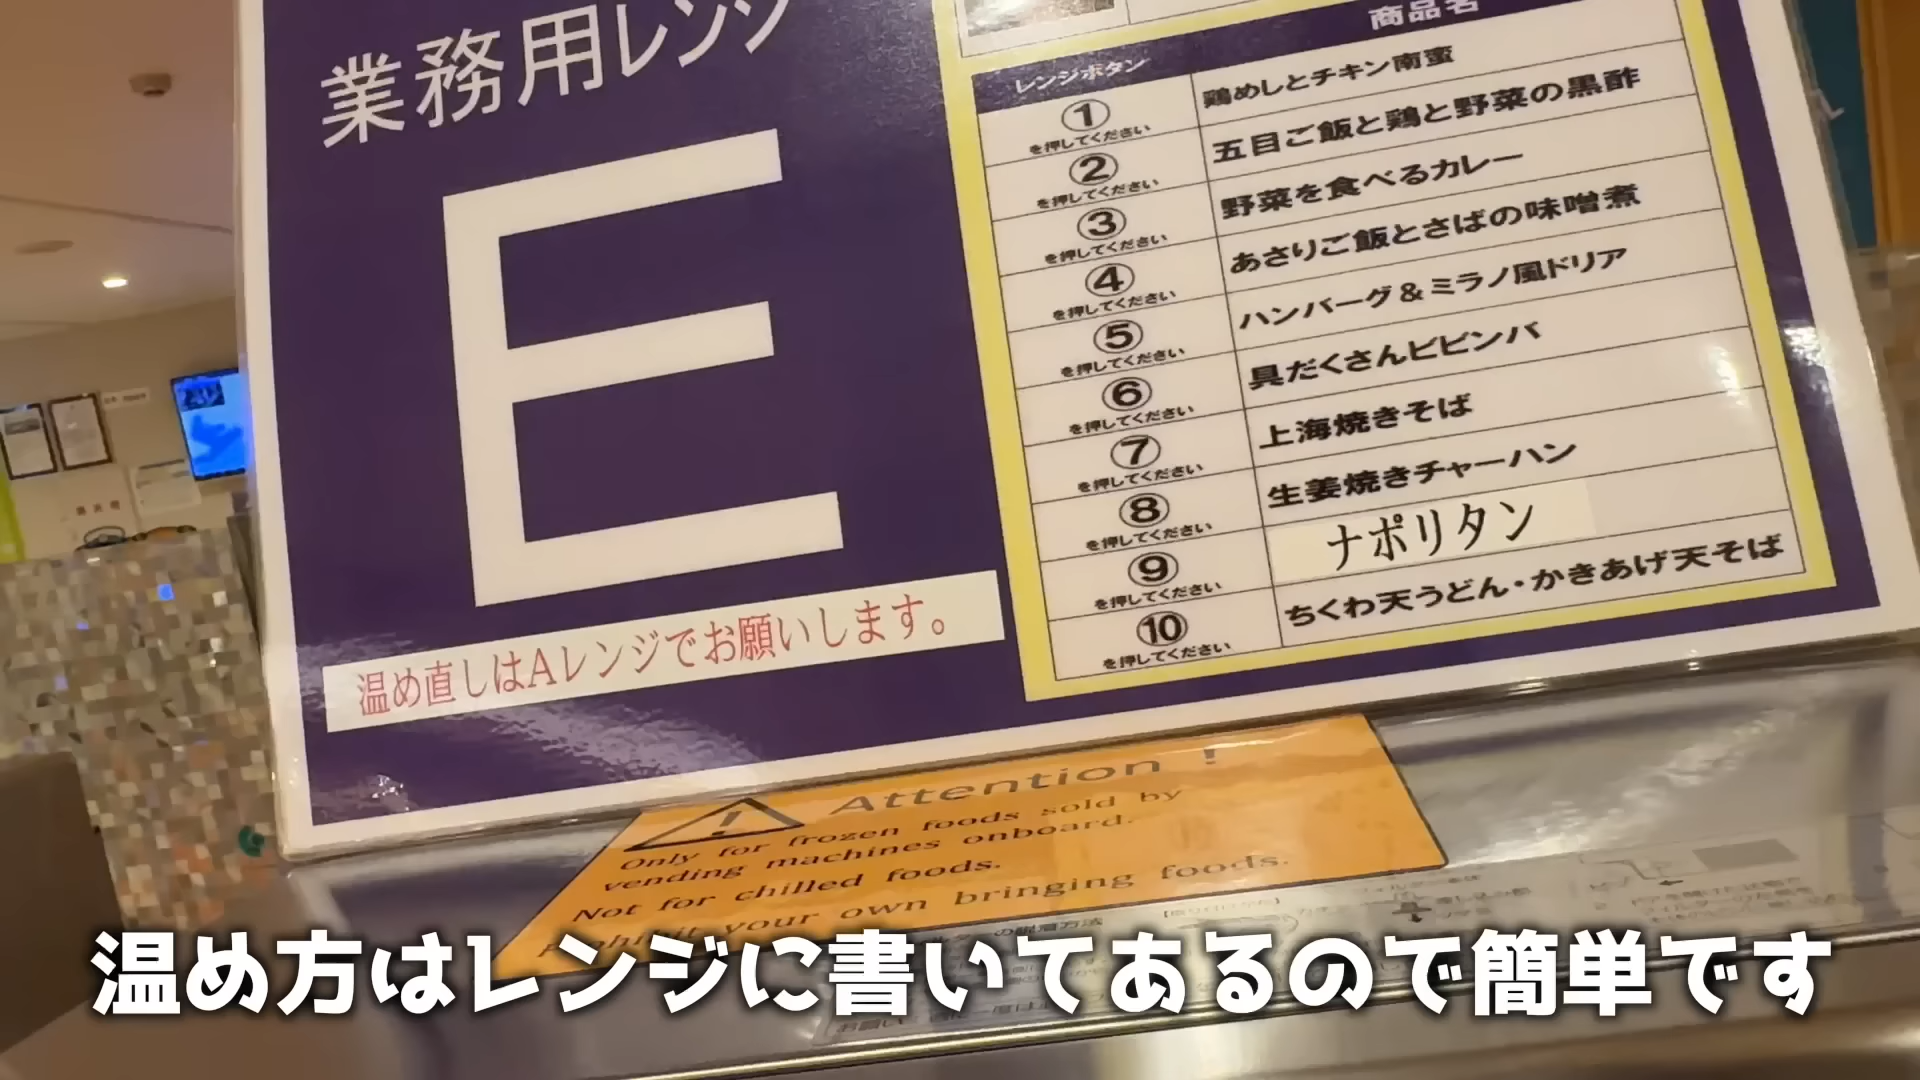 業務用レンジ
E
温め直しはAレンジでお願いします。
レンジボタン 商品名
① を押してください 鶏めしとチキン南蛮
② を押してください 五目ご飯と鶏と野菜の黒酢
③ を押してください 野菜を食べるカレー
④ を押してください あさりご飯とさばの味噌煮
⑤ を押してください ハンバーグ&ミラノ風ドリア
⑥ を押してください 具だくさんビビンバ
⑦ を押してください 上海焼きそば
⑧ を押してください 生姜焼きチャーハン
⑨ を押してください ナポリタン
⑩ を押してください ちくわ天うどん・かきあげ天そば
Attention !
Only for frozen foods sold by
vending machines onboard.
Not for chilled foods.
your own bringing foods.
温め方はレンジに書いてあるので簡単です